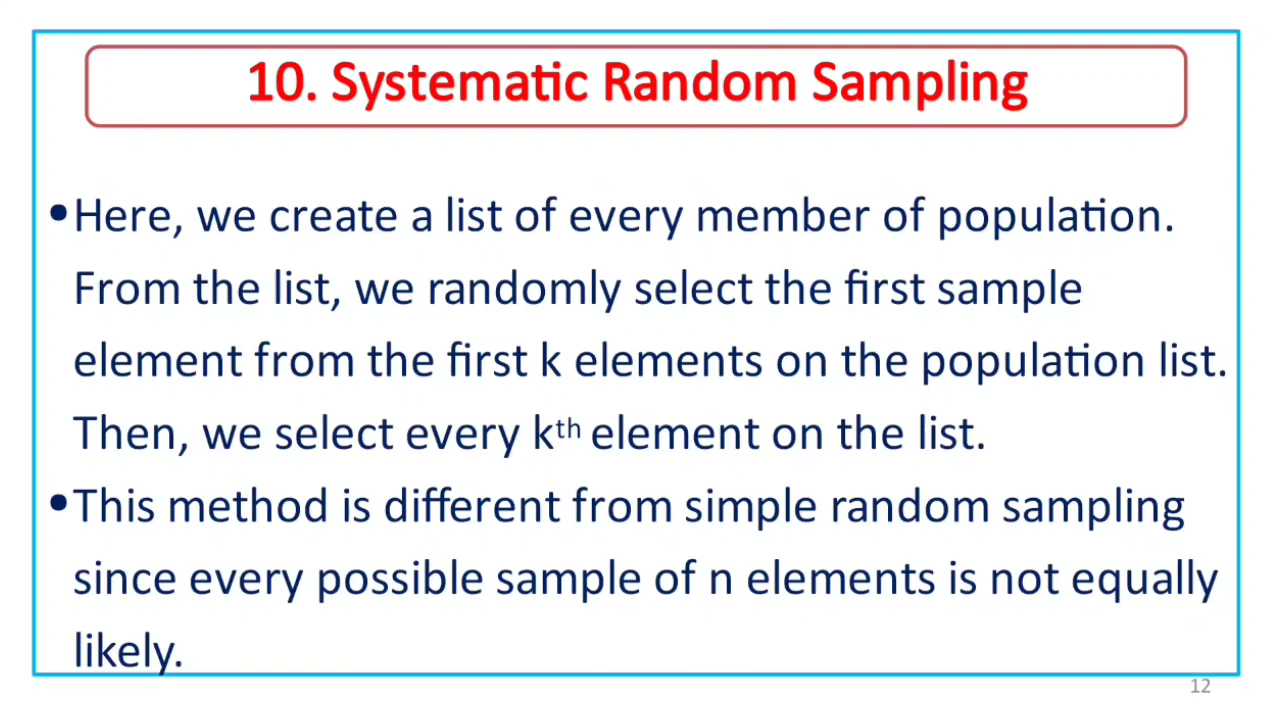 10. Systematic Random Sampling
•Here, we create a list of every member of population.
From the list, we randomly select the first sample
element from the first k elements on the population list.
Then, we select every kth element on the list.
•This method is different from simple random sampling
since every possible sample of n elements is not equally
likely.
12